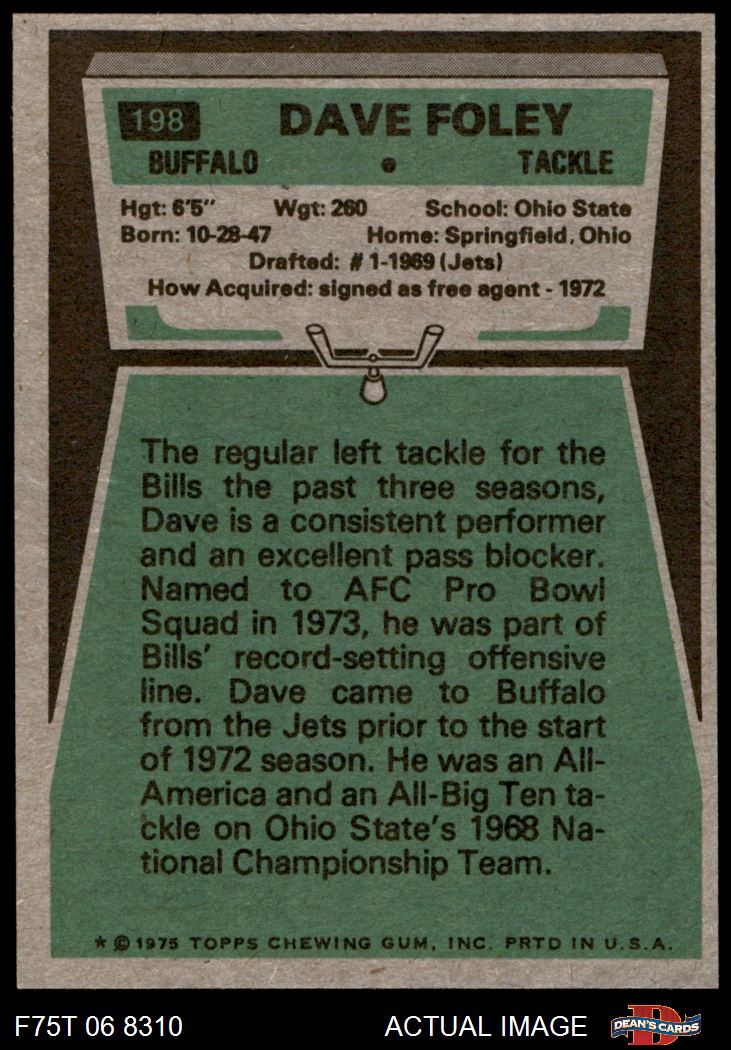 198
DAVE FOLEY
BUFFALO • TACKLE
Hgt: 6'5" Wgt: 260 School: Ohio State
Born: 10-28-47 Home: Springfield, Ohio
Drafted: # 1-1969 (Jets)
How Acquired: signed as free agent - 1972
The regular left tackle for the
Bills the past three seasons,
Dave is a consistent performer
and an excellent pass blocker.
Named to AFC Pro Bowl
Squad in 1973, he was part of
Bills' record-setting offensive
line. Dave came to Buffalo
from the Jets prior to the start
of 1972 season. He was an All-
America and an All-Big Ten ta-
ckle on Ohio State's 1968 Na-
tional Championship Team.
* © 1975 TOPPS CHEWING GUM, INC. PRTD IN U.S.A.
F75T 06 8310 ACTUAL IMAGE
D
DEAN'S CARDS